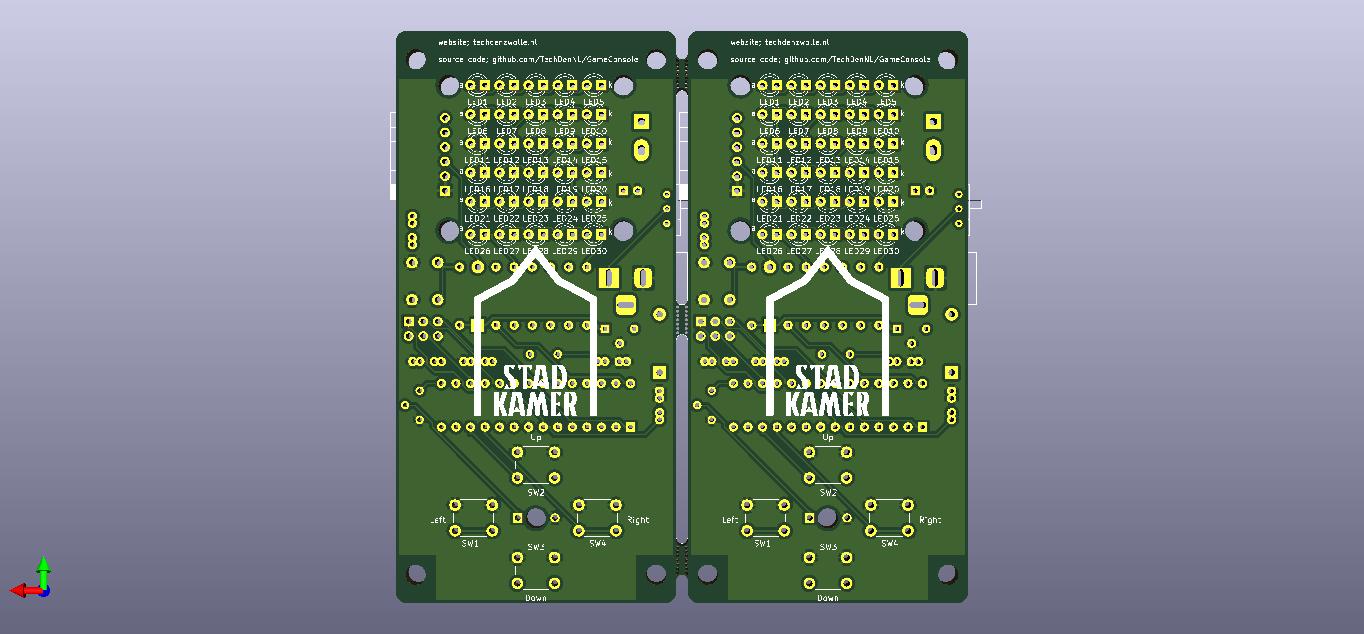 website; techdenzwolle.nl
source code; github.com/TechDenNL/GameConsole
a k
LED1 LED2 LED3 LED4 LED5
a k
LED6 LED7 LED8 LED9 LED10
a k
LED11 LED12 LED13 LED14 LED15
a k
LED16 LED17 LED18 LED19 LED20
a k
LED21 LED22 LED23 LED24 LED25
a k
LED26 LED27 LED28 LED29 LED30
STAD
KAMER
Up
SW2
Left
Right
SW1
SW3
SW4
Down
website; techdenzwolle.nl
source code; github.com/TechDenNL/GameConsole
a k
LED1 LED2 LED3 LED4 LED5
a k
LED6 LED7 LED8 LED9 LED10
a k
LED11 LED12 LED13 LED14 LED15
a k
LED16 LED17 LED18 LED19 LED20
a k
LED21 LED22 LED23 LED24 LED25
a k
LED26 LED27 LED28 LED29 LED30
STAD
KAMER
Up
SW2
Left
Right
SW1
SW3
SW4
Down